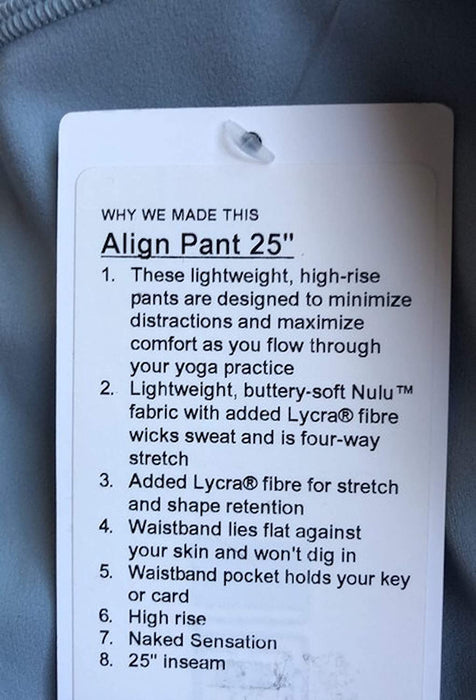 WHY WE MADE THIS
Align Pant 25"
1. These lightweight, high-rise
pants are designed to minimize
distractions and maximize
comfort as you flow through
your yoga practice
2. Lightweight, buttery-soft Nulu™
fabric with added Lycra® fibre
wicks sweat and is four-way
stretch
3. Added Lycra® fibre for stretch
and shape retention
4. Waistband lies flat against
your skin and won't dig in
5. Waistband pocket holds your key
or card
6. High rise
7. Naked Sensation
8. 25" inseam